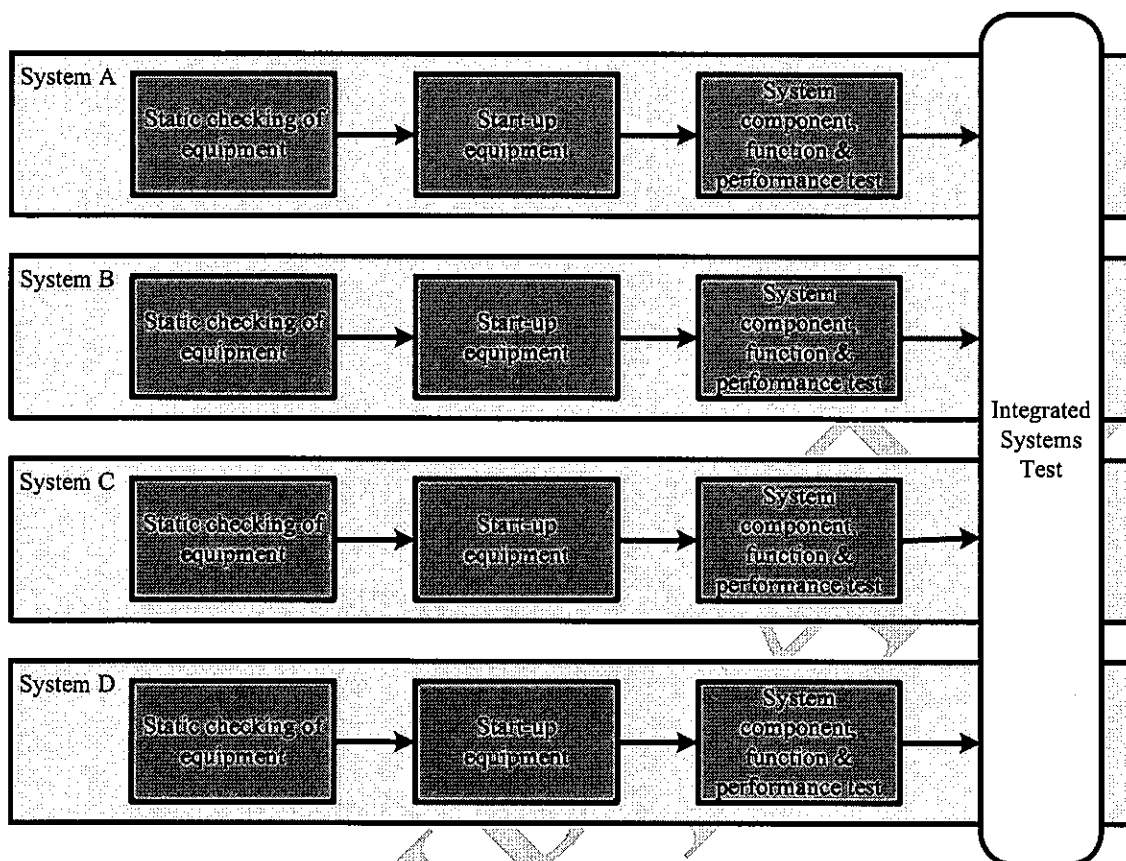 System A
Static checking of
equipment
Start-up
equipment
System
component,
function &
performance test
System B
Static checking of
equipment
Start-up
equipment
System
component,
function &
performance test
System C
Static checking of
equipment
Start-up
equipment
System
component,
function &
performance test
System D
Static checking of
equipment
Start-up
equipment
System
component,
function &
performance test
Integrated
Systems
Test